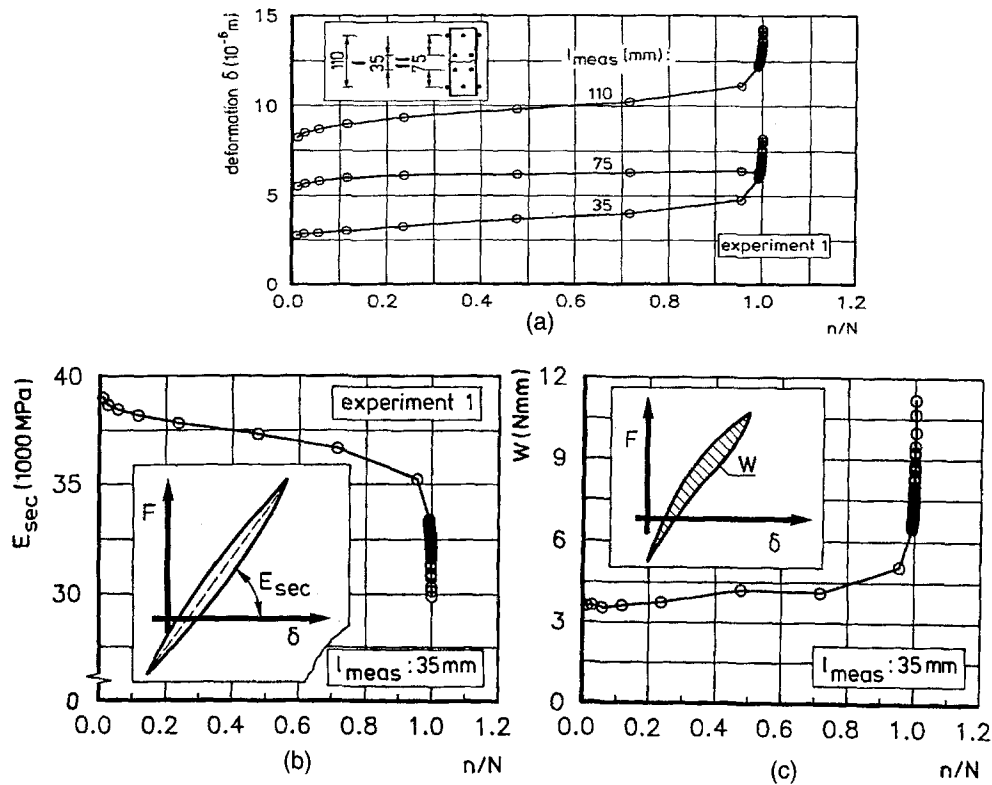 deformation δ (10⁻⁶m)
15
10
5
0
110
35
75
I
II
l_meas (mm):
110
75
35
experiment 1
0.0 0.2 0.4 0.6 0.8 1.0 1.2
n/N
(a)
E_sec (1000 MPa)
40
35
30
0
experiment 1
F
E_sec
δ
l_meas : 35mm
0.0 0.2 0.4 0.6 0.8 1.0 1.2
(b)
n/N
W (Nmm)
12
9
6
3
0
F
W
δ
l_meas : 35mm
0.0 0.2 0.4 0.6 0.8 1.0 1.2
(c)
n/N